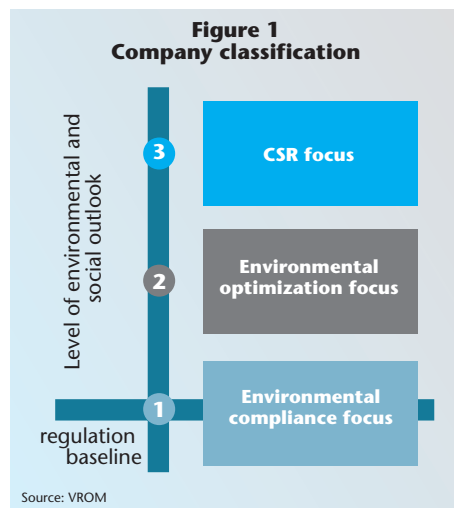 Figure 1
Company classification
Level of environmental and
social outlook
3
CSR focus
2
Environmental
optimization focus
1
Environmental
compliance focus
regulation
baseline
Source: VROM